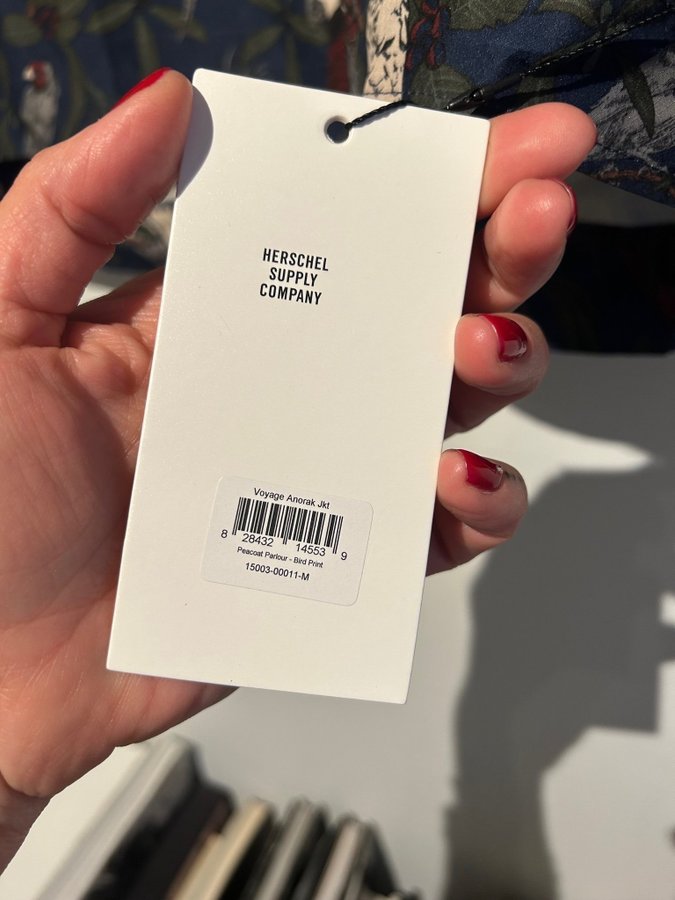 HERSCHEL
SUPPLY
COMPANY
Voyage Anorak Jkt
8 28432 14553 9
Peacoat Parlour - Bird Print
15003-00011-M